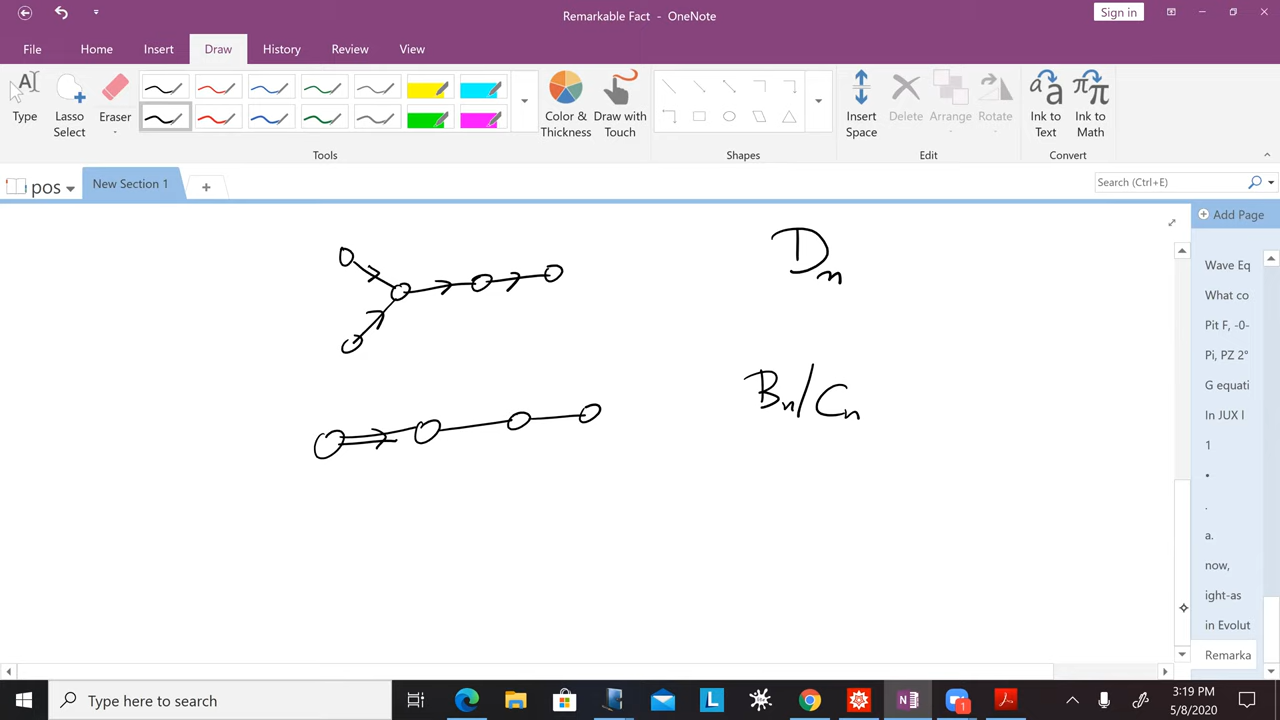 Remarkable Fact - OneNote
Sign in
File Home Insert Draw History Review View
Type
Lasso Select
Eraser
Color & Thickness
Draw with Touch
Insert Space
Delete
Arrange
Rotate
Ink to Text
Ink to Math
Tools
Shapes
Edit
Convert
pos
New Section 1
+
Search (Ctrl+E)
Add Page
Dn
Bn/Cn
Wave Eq
What co
Pit F, -0-
Pi, PZ 2°
G equati
In JUX l
1
•
.
a.
now,
ight-as
in Evolut
Remarka
Type here to search
L
1
3:19 PM
5/8/2020